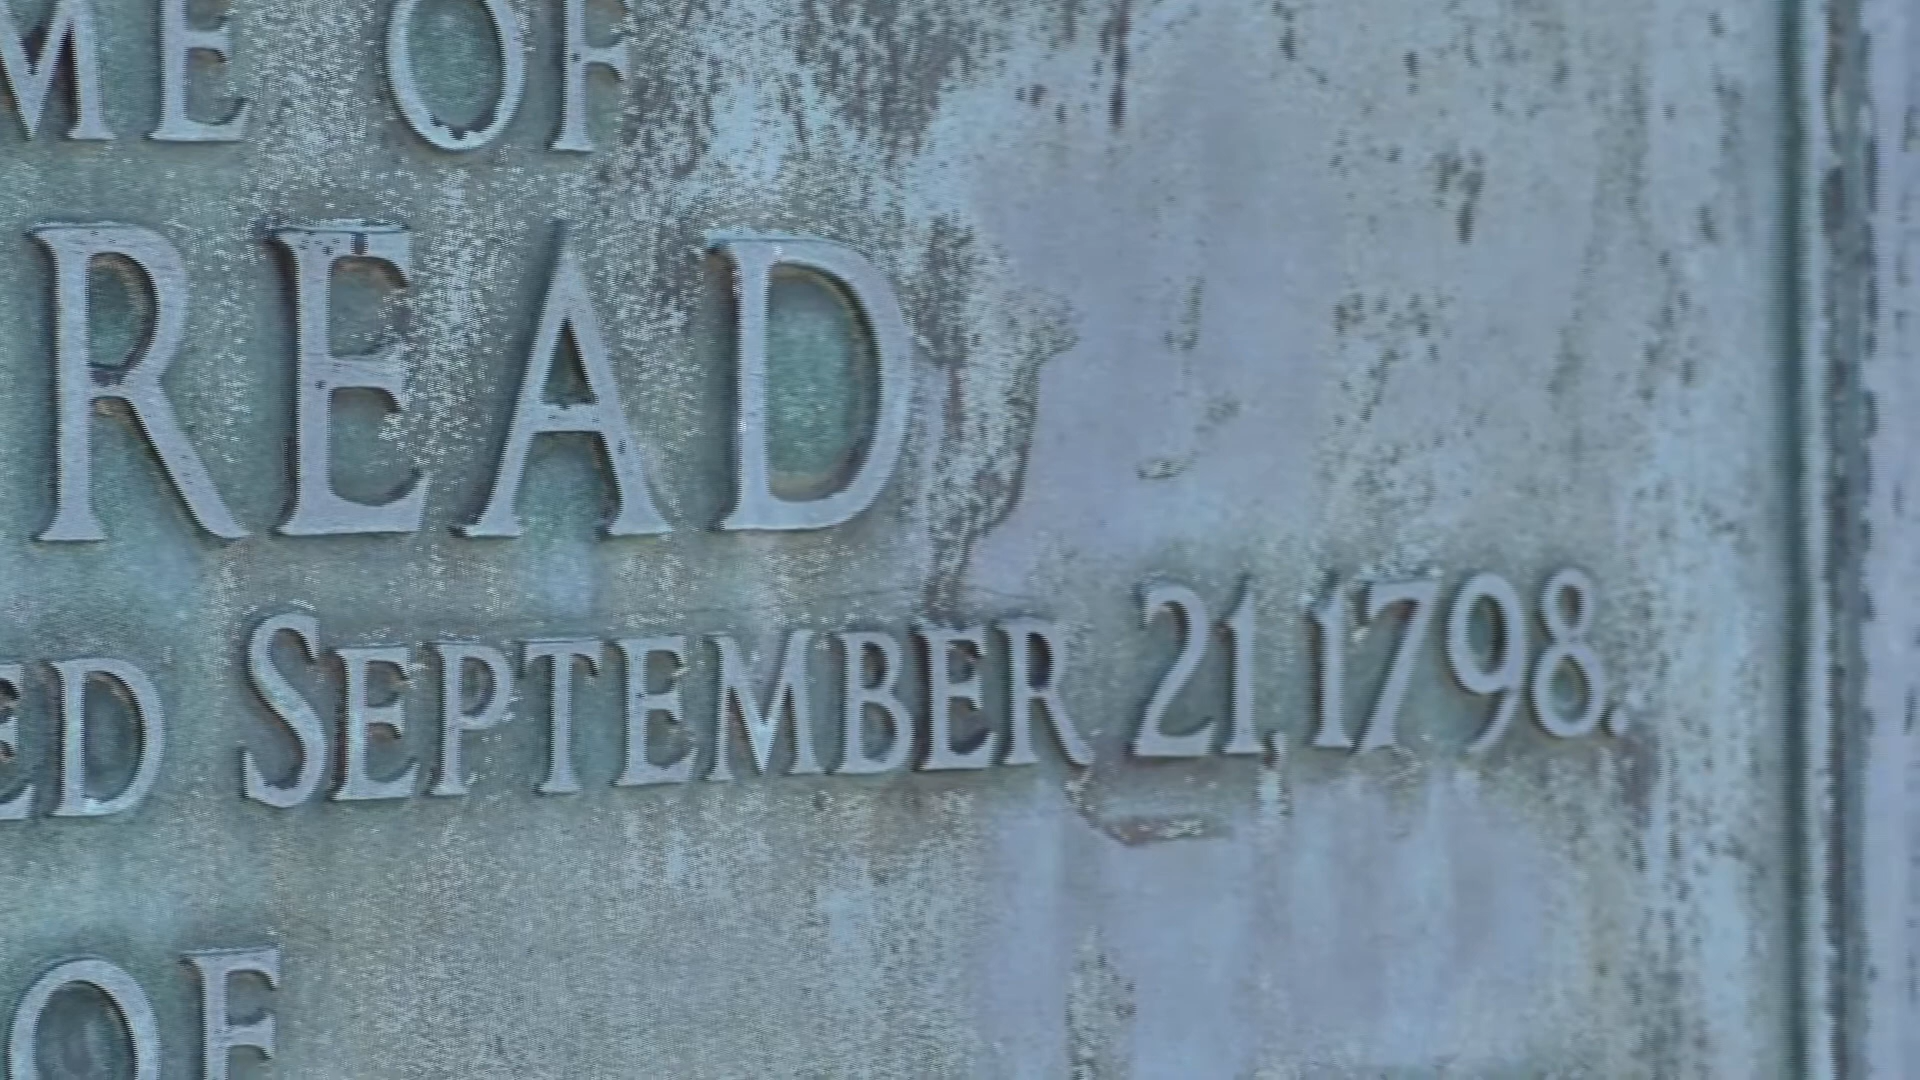 ME OF
READ
ED SEPTEMBER 21, 1798.
OF